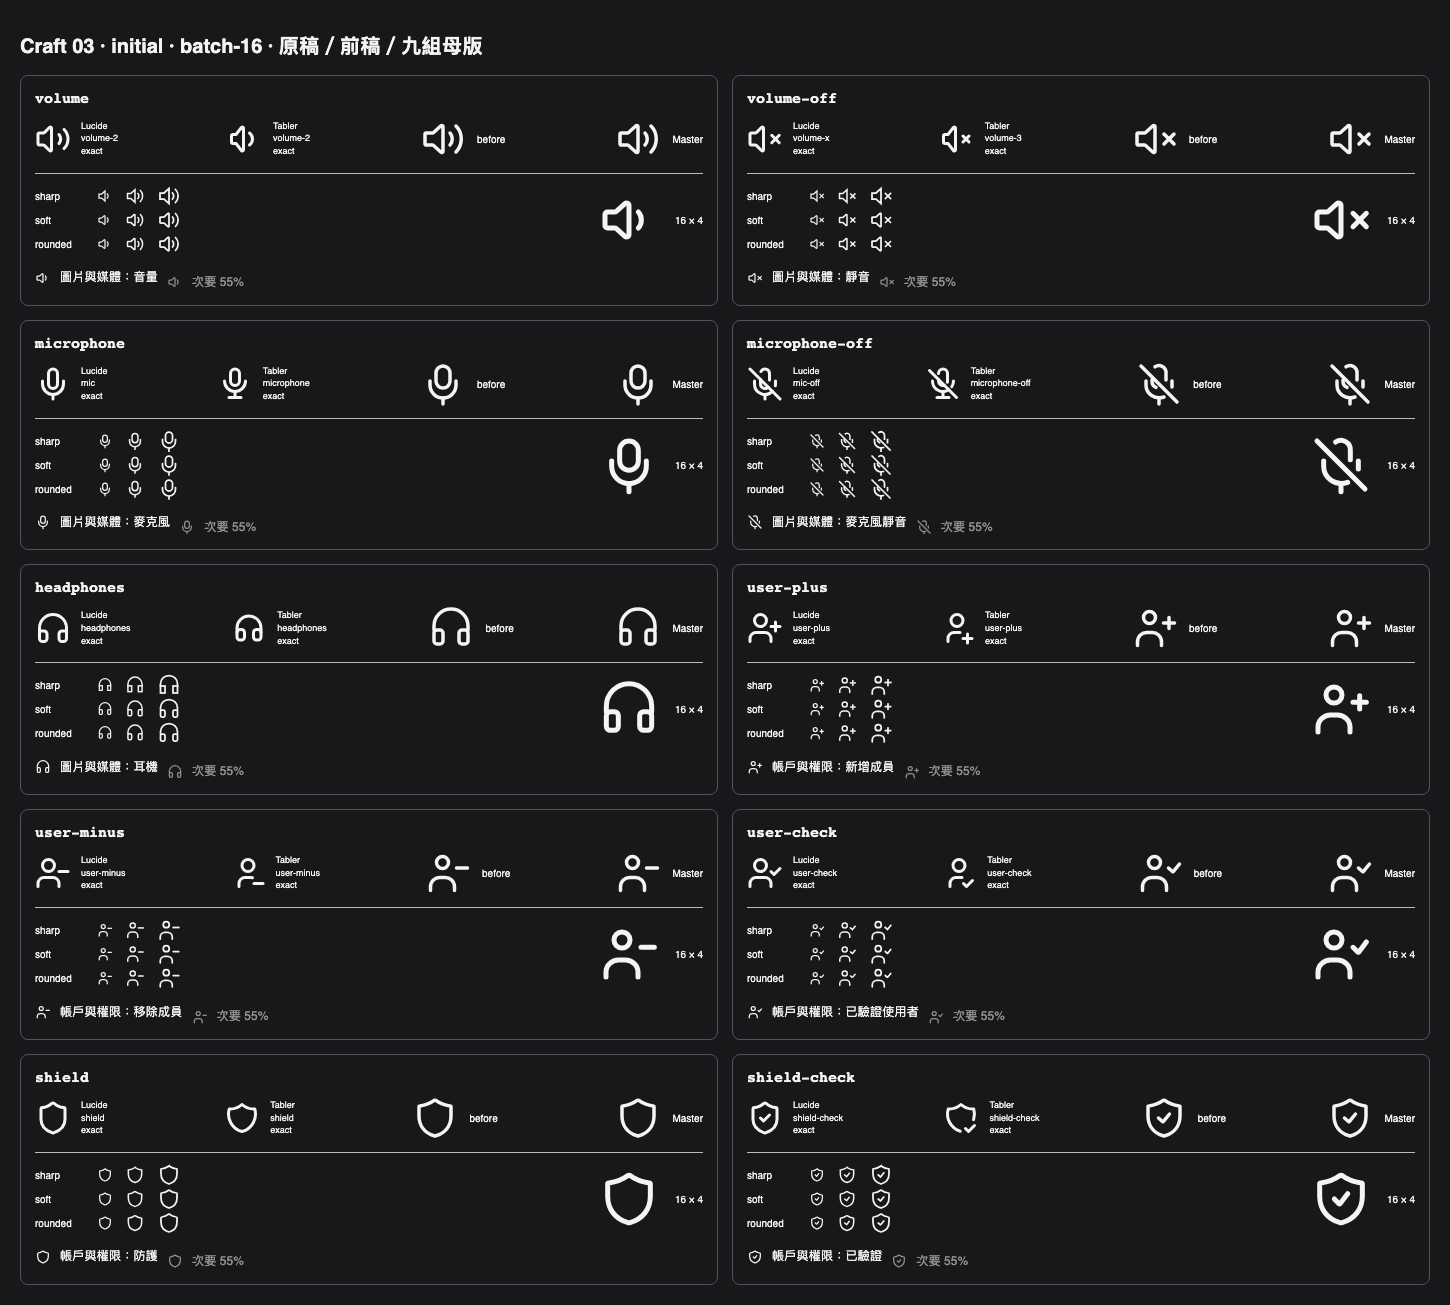 Craft 03 · initial · batch-16 · 原稿 / 前稿 / 九組母版
volume
Lucide
volume-2
exact
Tabler
volume-2
exact
before
Master
sharp
soft
rounded
16 × 4
圖片與媒體：音量
次要 55%
volume-off
Lucide
volume-x
exact
Tabler
volume-3
exact
before
Master
sharp
soft
rounded
16 × 4
圖片與媒體：靜音
次要 55%
microphone
Lucide
mic
exact
Tabler
microphone
exact
before
Master
sharp
soft
rounded
16 × 4
圖片與媒體：麥克風
次要 55%
microphone-off
Lucide
mic-off
exact
Tabler
microphone-off
exact
before
Master
sharp
soft
rounded
16 × 4
圖片與媒體：麥克風靜音
次要 55%
headphones
Lucide
headphones
exact
Tabler
headphones
exact
before
Master
sharp
soft
rounded
16 × 4
圖片與媒體：耳機
次要 55%
user-plus
Lucide
user-plus
exact
Tabler
user-plus
exact
before
Master
sharp
soft
rounded
16 × 4
帳戶與權限：新增成員
次要 55%
user-minus
Lucide
user-minus
exact
Tabler
user-minus
exact
before
Master
sharp
soft
rounded
16 × 4
帳戶與權限：移除成員
次要 55%
user-check
Lucide
user-check
exact
Tabler
user-check
exact
before
Master
sharp
soft
rounded
16 × 4
帳戶與權限：已驗證使用者
次要 55%
shield
Lucide
shield
exact
Tabler
shield
exact
before
Master
sharp
soft
rounded
16 × 4
帳戶與權限：防護
次要 55%
shield-check
Lucide
shield-check
exact
Tabler
shield-check
exact
before
Master
sharp
soft
rounded
16 × 4
帳戶與權限：已驗證
次要 55%